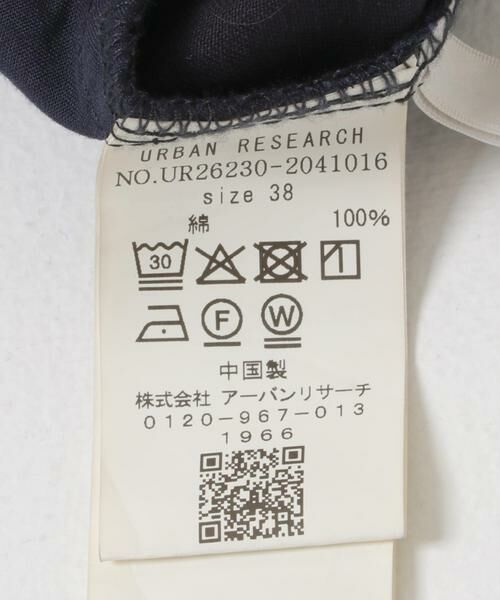 URBAN RESEARCH
NO.UR26230-2041016
size 38
綿 100%
30
F W
中国製
株式会社 アーバンリサーチ
0120-967-013
1966